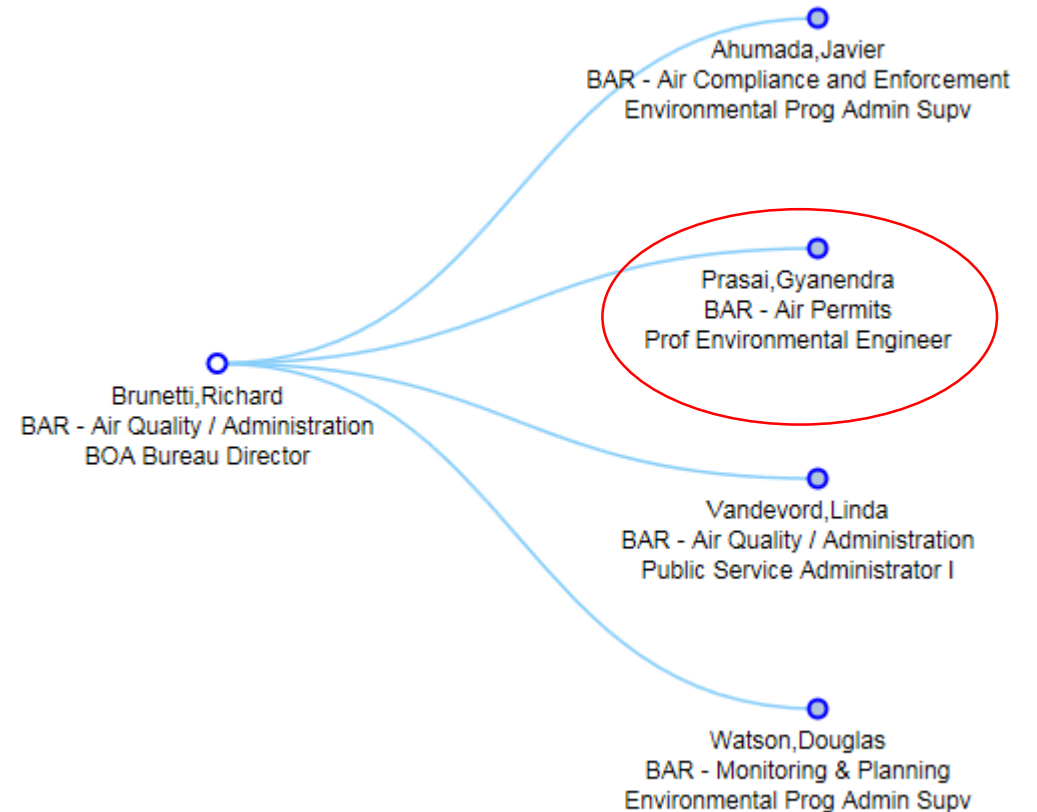 Ahumada,Javier
BAR - Air Compliance and Enforcement
Environmental Prog Admin Supv
Prasai,Gyanendra
BAR - Air Permits
Prof Environmental Engineer
Brunetti,Richard
BAR - Air Quality / Administration
BOA Bureau Director
Vandevord,Linda
BAR - Air Quality / Administration
Public Service Administrator I
Watson,Douglas
BAR - Monitoring & Planning
Environmental Prog Admin Supv